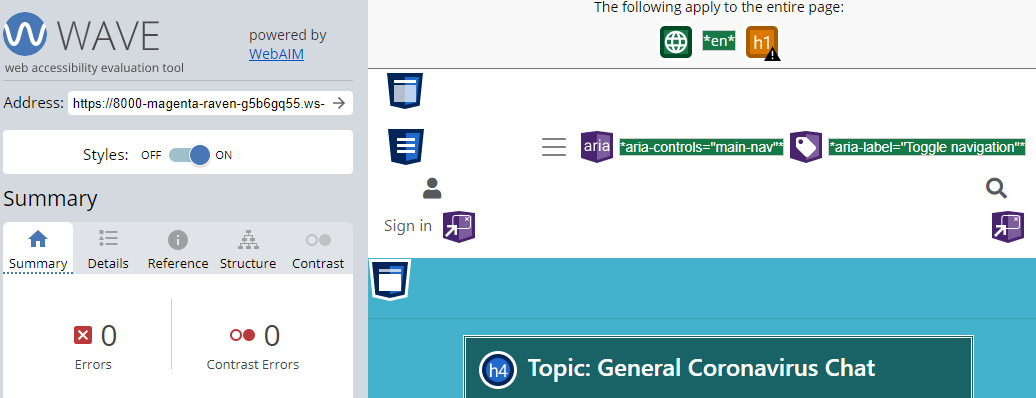 WAVE
powered by
WebAIM
web accessibility evaluation tool
Address: https://8000-magenta-raven-g5b6gq55.ws-
Styles: OFF ON
Summary
Summary Details Reference Structure Contrast
0 0
Errors Contrast Errors
The following apply to the entire page:
*en* h1
aria *aria-controls="main-nav"* *aria-label="Toggle navigation"*
Sign in
h4 Topic: General Coronavirus Chat